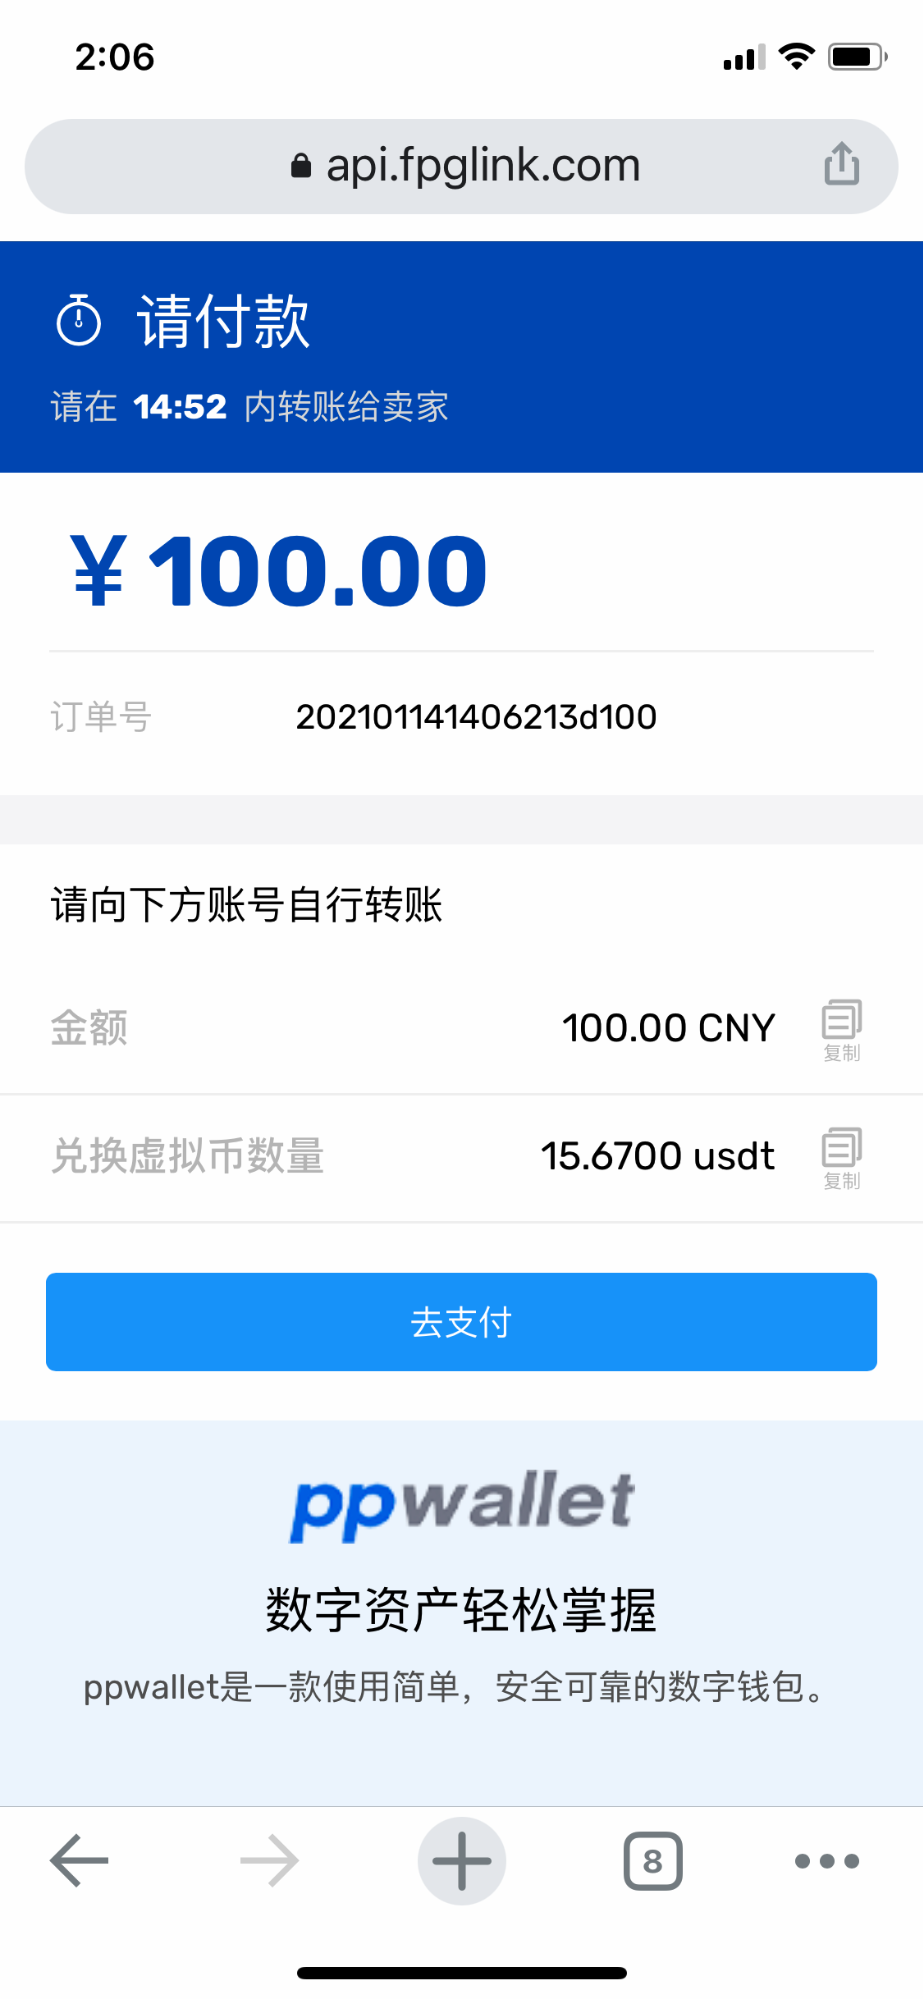 2:06
api.fpglink.com
请付款
请在 14:52 内转账给卖家
¥100.00
订单号 202101141406213d100
请向下方账号自行转账
金额 100.00 CNY 复制
兑换虚拟币数量 15.6700 usdt 复制
去支付
ppwallet
数字资产轻松掌握
ppwallet是一款使用简单，安全可靠的数字钱包。
8